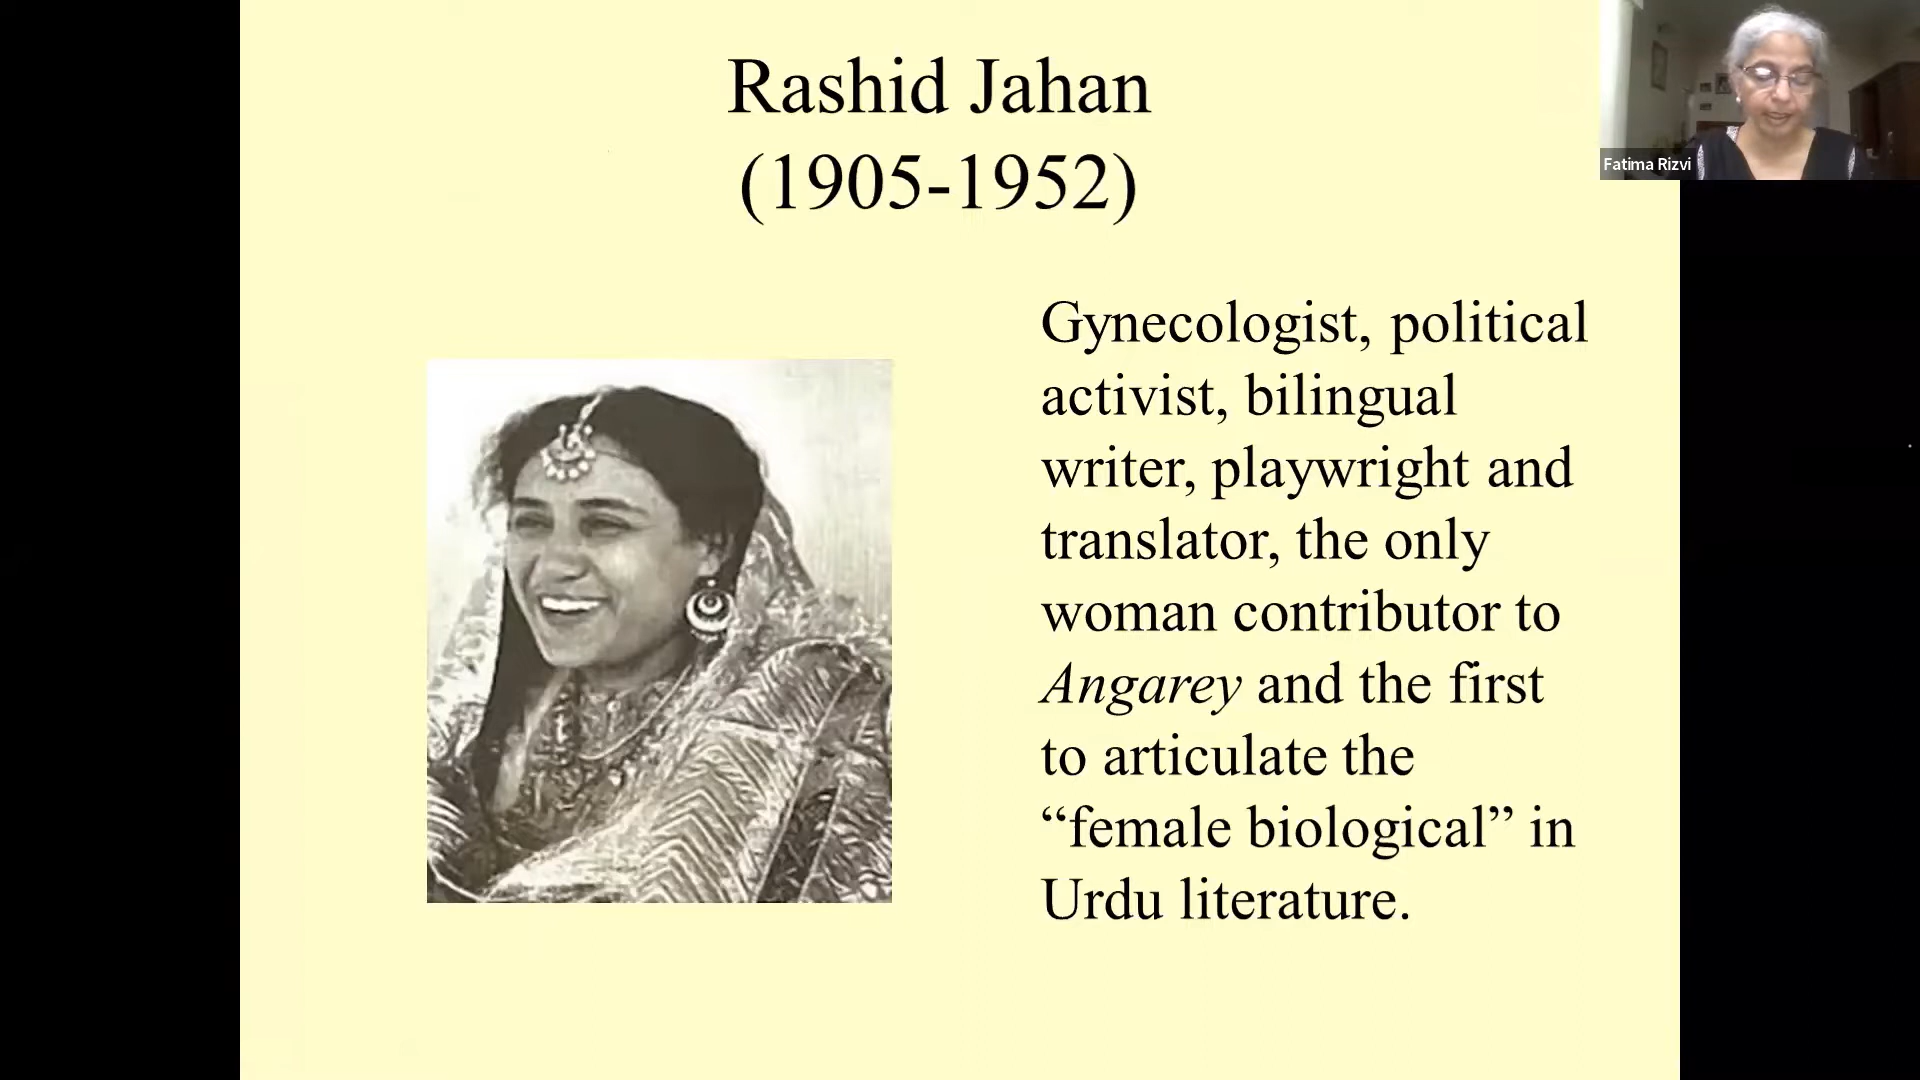 Rashid Jahan
(1905-1952)
Fatima Rizvi
Gynecologist, political
activist, bilingual
writer, playwright and
translator, the only
woman contributor to
Angarey and the first
to articulate the
“female biological” in
Urdu literature.